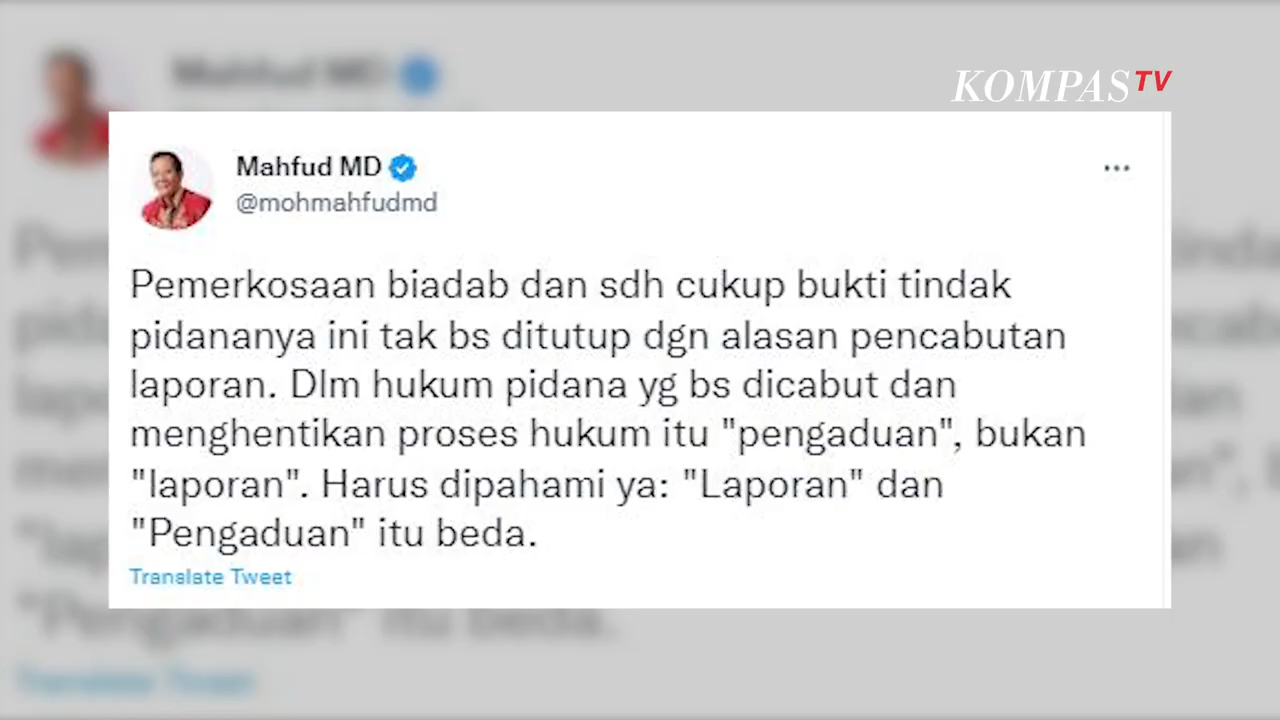 KOMPASTV
Mahfud MD
@mohmahfudmd
Pemerkosaan biadab dan sdh cukup bukti tindak
pidananya ini tak bs ditutup dgn alasan pencabutan
laporan. Dlm hukum pidana yg bs dicabut dan
menghentikan proses hukum itu "pengaduan", bukan
"laporan". Harus dipahami ya: "Laporan" dan
"Pengaduan" itu beda.
Translate Tweet